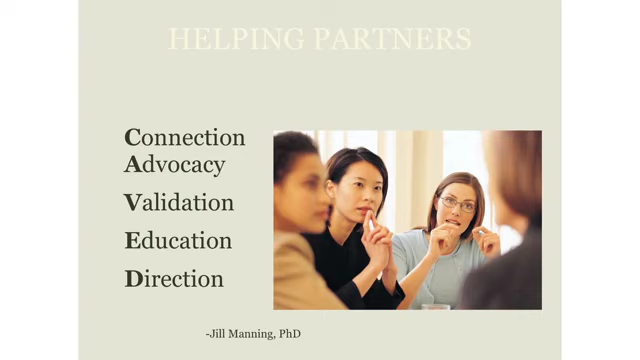 HELPING PARTNERS
Connection
Advocacy
Validation
Education
Direction
-Jill Manning, PhD